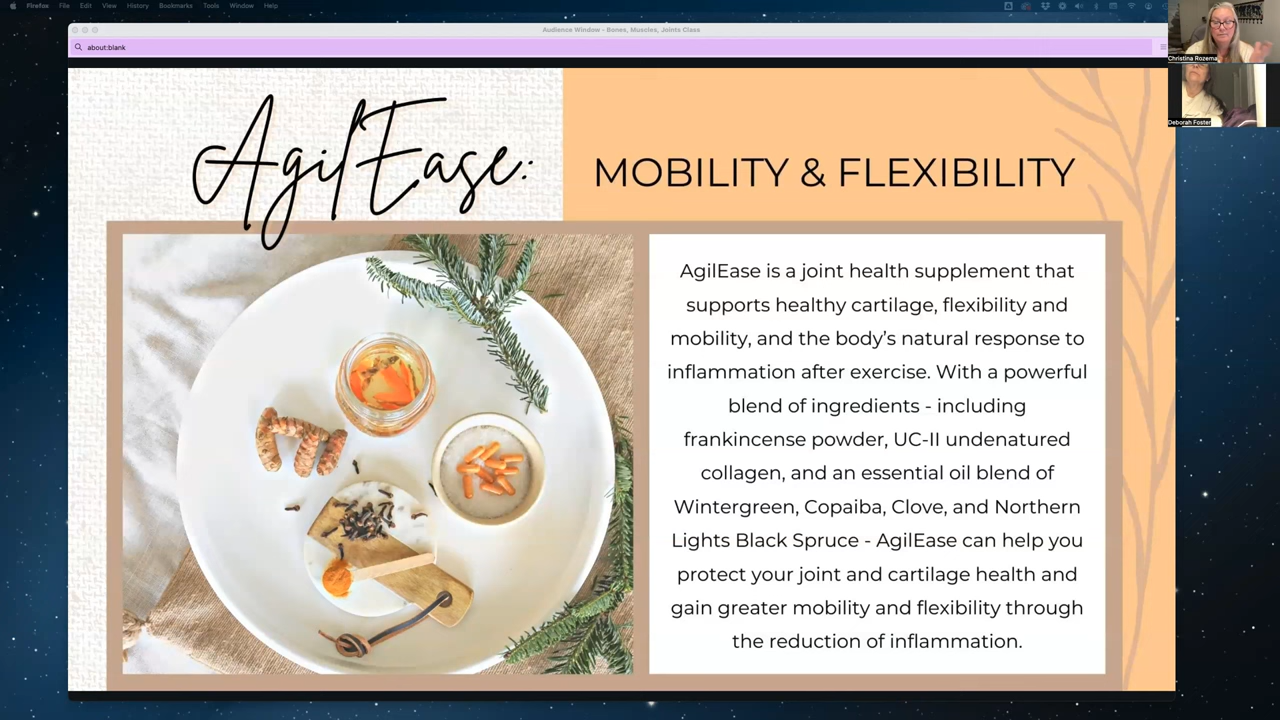 Firefox File Edit View History Bookmarks Tools Window Help
Audience Window - Bones, Muscles, Joints Class
about:blank
Christina Rozema
Deborah Foster
AgilEase:
MOBILITY & FLEXIBILITY
AgilEase is a joint health supplement that
supports healthy cartilage, flexibility and
mobility, and the body’s natural response to
inflammation after exercise. With a powerful
blend of ingredients - including
frankincense powder, UC-II undenatured
collagen, and an essential oil blend of
Wintergreen, Copaiba, Clove, and Northern
Lights Black Spruce - AgilEase can help you
protect your joint and cartilage health and
gain greater mobility and flexibility through
the reduction of inflammation.